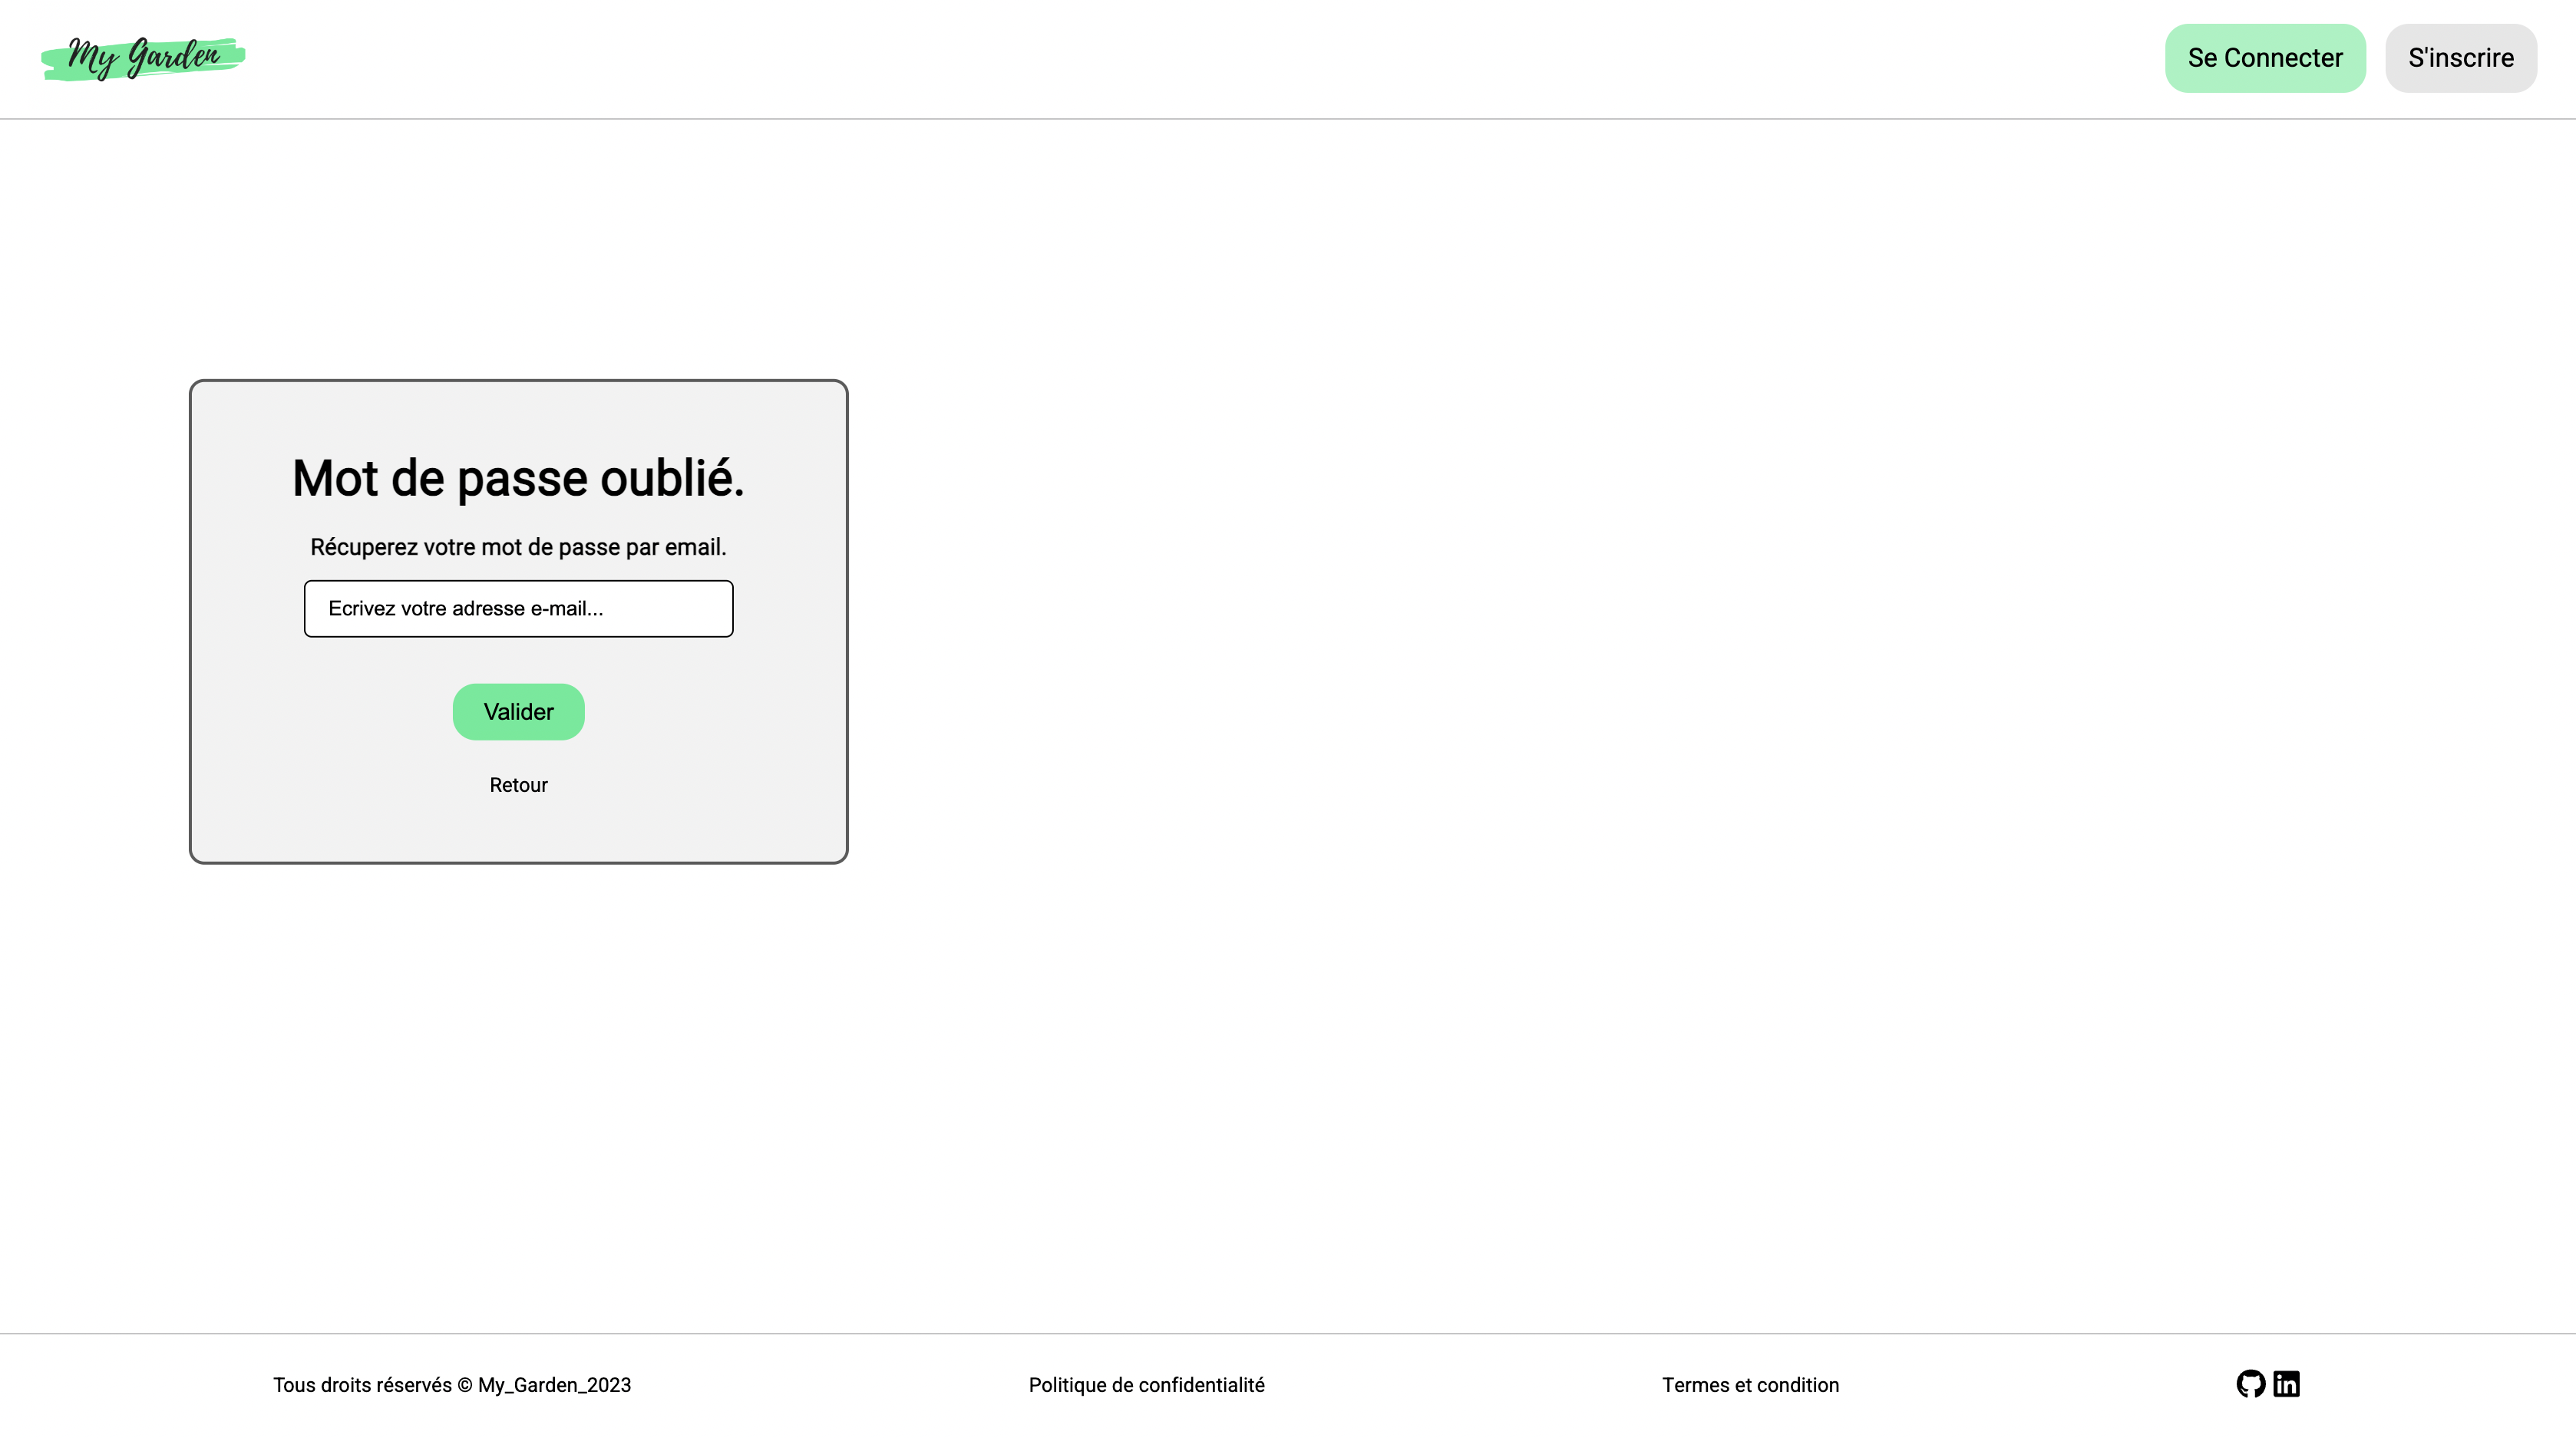 My Garden
Se Connecter
S'inscrire
Mot de passe oublié.
Récuperez votre mot de passe par email.
Ecrivez votre adresse e-mail...
Valider
Retour
Tous droits réservés © My_Garden_2023
Politique de confidentialité
Termes et condition
in